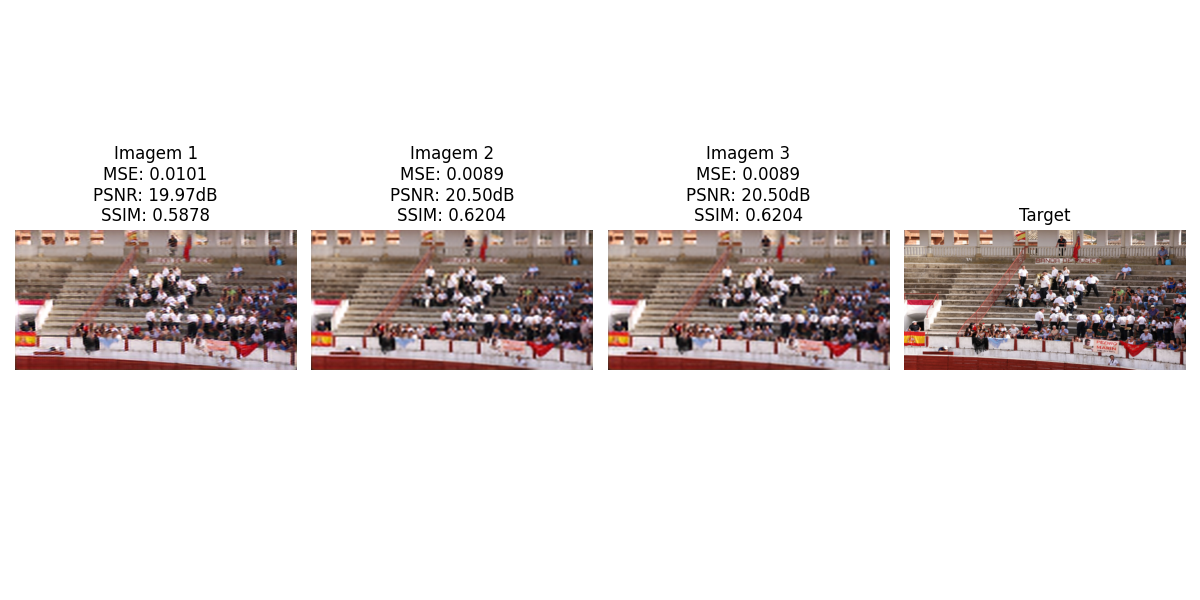 Imagem 1
MSE: 0.0101
PSNR: 19.97dB
SSIM: 0.5878
Imagem 2
MSE: 0.0089
PSNR: 20.50dB
SSIM: 0.6204
Imagem 3
MSE: 0.0089
PSNR: 20.50dB
SSIM: 0.6204
Target